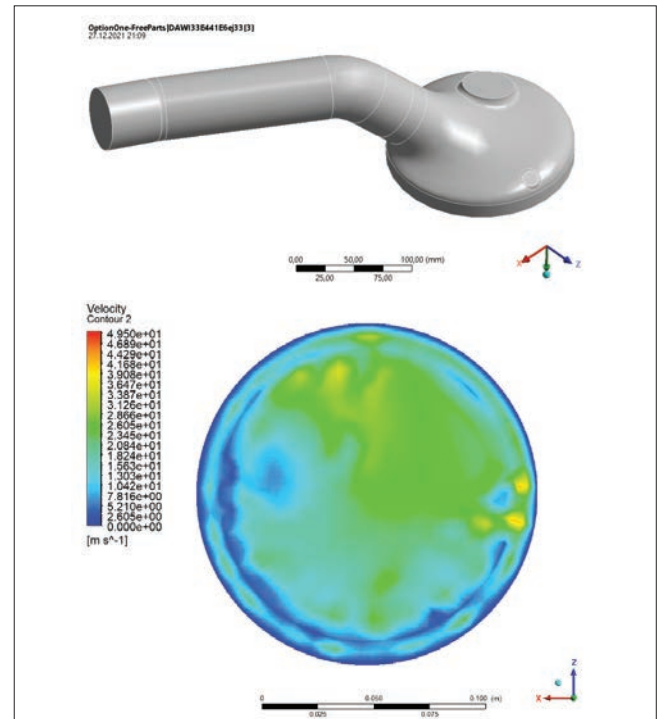 OptionOne-FreeParts|DAWI33E441E6ej33[3]
27.12.2021 21:09
0,00 50,00 100,00 (mm)
25,00 75,00
X Z
Velocity
Contour 2
4.950e+01
4.689e+01
4.429e+01
4.168e+01
3.908e+01
3.647e+01
3.387e+01
3.126e+01
2.866e+01
2.605e+01
2.345e+01
2.084e+01
1.824e+01
1.563e+01
1.303e+01
1.042e+01
7.816e+00
5.210e+00
2.605e+00
0.000e+00
[m s^-1]
Z
X
0 0.050 0.100 (m)
0.025 0.075